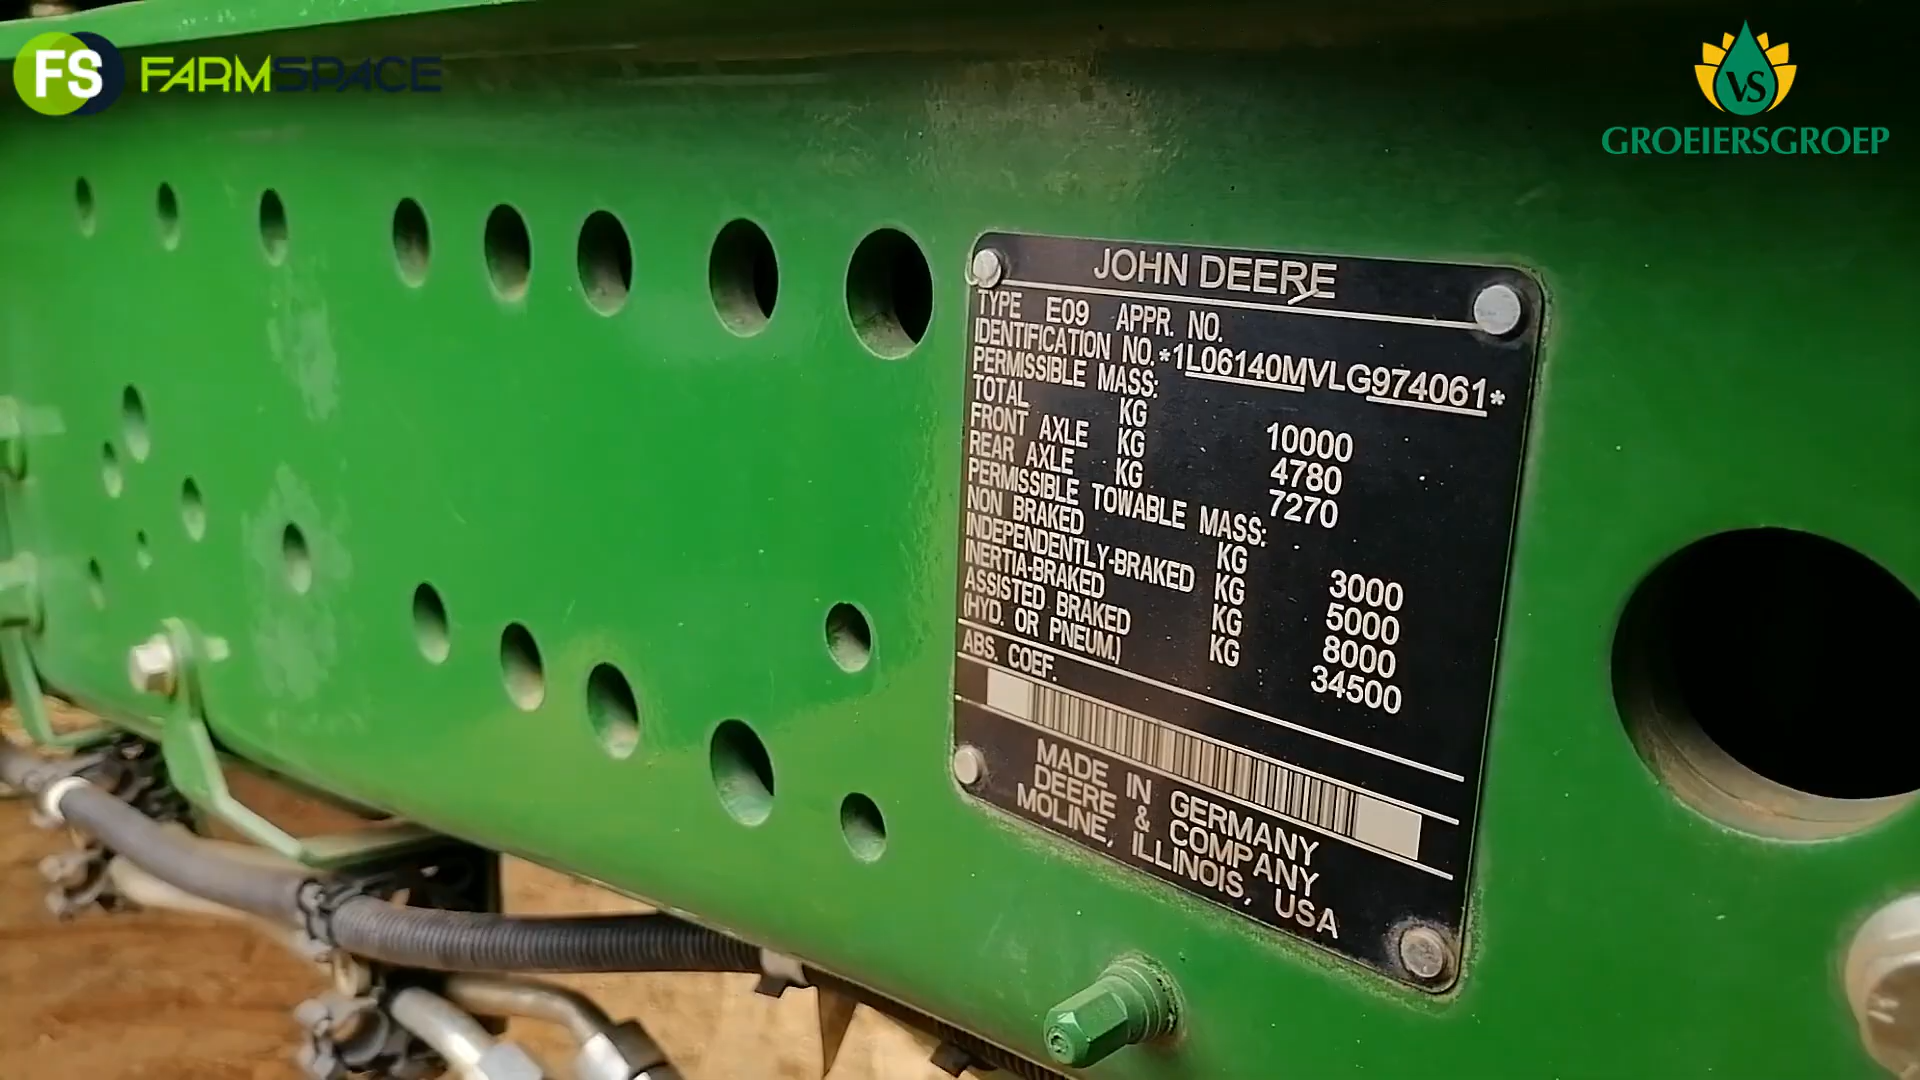 FS FARMSPACE
VS
GROEIERSGROEP
JOHN DEERE
TYPE E09 APPR. NO.
IDENTIFICATION NO. *1L06140MVLG974061*
PERMISSIBLE MASS:
TOTAL KG 10000
FRONT AXLE KG 4780
REAR AXLE KG 7270
PERMISSIBLE TOWABLE MASS:
NON BRAKED KG 3000
INDEPENDENTLY-BRAKED KG 5000
INERTIA-BRAKED KG 8000
ASSISTED BRAKED KG 34500
(HYD. OR PNEUM.)
ABS. COEF.
MADE IN GERMANY
DEERE & COMPANY
MOLINE, ILLINOIS, USA